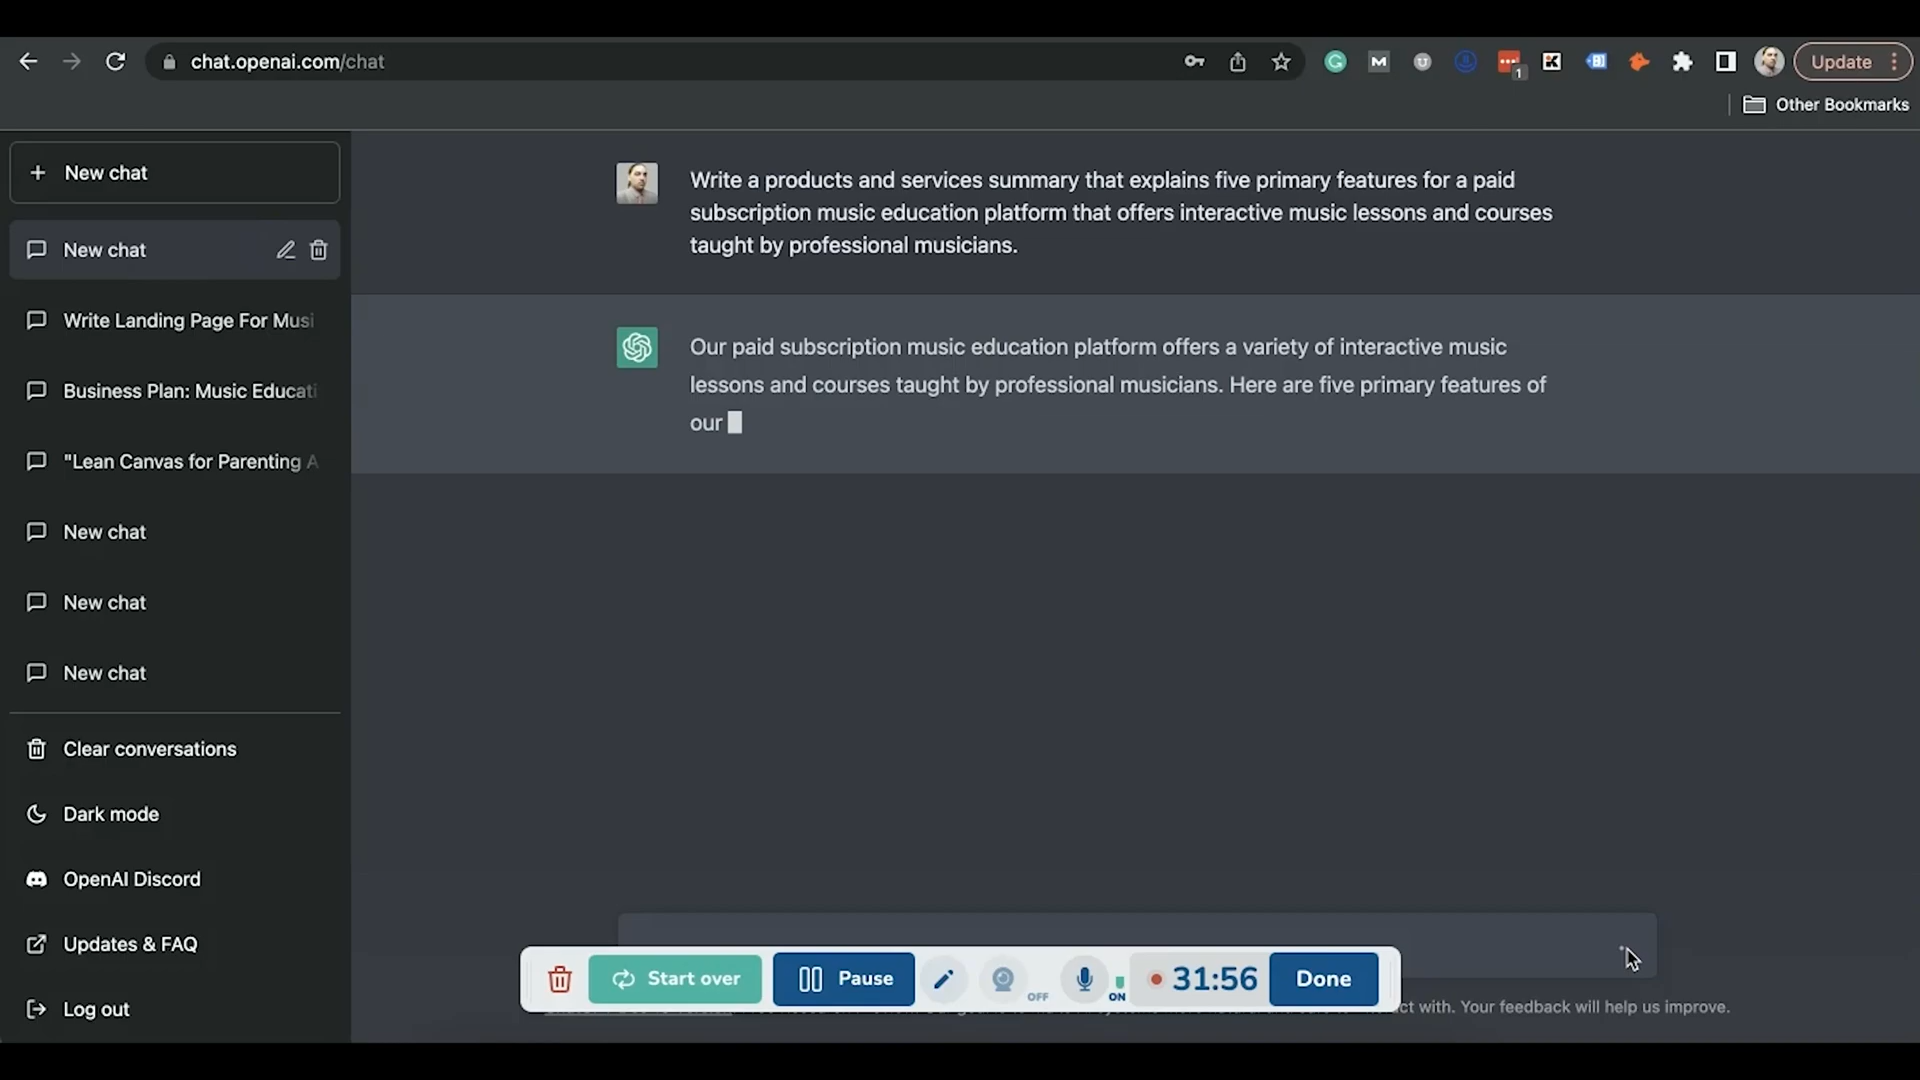 chat.openai.com/chat
1
Update
Other Bookmarks
New chat
New chat
Write Landing Page For Musi
Business Plan: Music Educati
"Lean Canvas for Parenting A
New chat
New chat
New chat
Clear conversations
Dark mode
OpenAI Discord
Updates & FAQ
Log out
Write a products and services summary that explains five primary features for a paid
subscription music education platform that offers interactive music lessons and courses
taught by professional musicians.
Our paid subscription music education platform offers a variety of interactive music
lessons and courses taught by professional musicians. Here are five primary features of
our
Start over
Pause
OFF
ON
31:56
Done
ct with. Your feedback will help us improve.